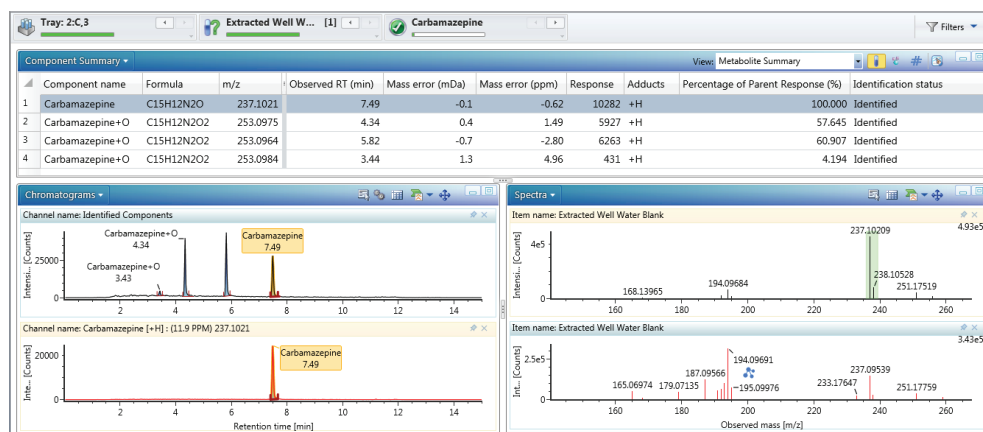 Tray: 2:C,3
Extracted Well W... [1]
Carbamazepine
Filters
Component Summary
View: Metabolite Summary
Component name Formula m/z Observed RT (min) Mass error (mDa) Mass error (ppm) Response Adducts Percentage of Parent Response (%) Identification status
1 Carbamazepine C15H12N2O 237.1021 7.49 -0.1 -0.62 10282 +H 100.000 Identified
2 Carbamazepine+O C15H12N2O2 253.0975 4.34 0.4 1.49 5927 +H 57.645 Identified
3 Carbamazepine+O C15H12N2O2 253.0964 5.82 -0.7 -2.80 6263 +H 60.907 Identified
4 Carbamazepine+O C15H12N2O2 253.0984 3.44 1.3 4.96 431 +H 4.194 Identified
Chromatograms
Channel name: Identified Components
Intensi... [Counts]
25000
0
Carbamazepine+O
4.34
Carbamazepine+O
3.43
Carbamazepine
7.49
2 4 6 8 10 12 14
Channel name: Carbamazepine [+H] : (11.9 PPM) 237.1021
Inte... [Counts]
20000
0
Carbamazepine
7.49
2 4 6 8 10 12 14
Retention time [min]
Spectra
Item name: Extracted Well Water Blank
4.93e5
Intensi... [Counts]
4e5
0
168.13965
194.09684
237.10209
238.10528
251.17519
160 180 200 220 240 260
Item name: Extracted Well Water Blank
3.43e5
Int... [Counts]
2.5e5
0
165.06974
179.07135
187.09566
194.09691
195.09976
233.17647
237.09539
251.17759
160 180 200 220 240 260
Observed mass [m/z]